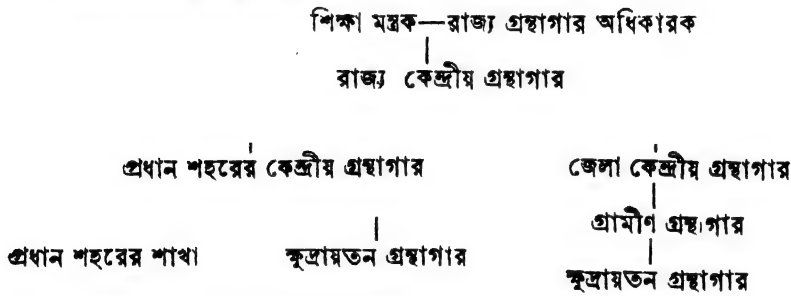 শিক্ষা মন্ত্রক—রাজ্য গ্রন্থাগার অধিকারক
রাজ্য কেন্দ্রীয় গ্রন্থাগার
প্রধান শহরের কেন্দ্রীয় গ্রন্থাগার জেলা কেন্দ্রীয় গ্রন্থাগার
গ্রামীণ গ্রন্থাগার
প্রধান শহরের শাখা ক্ষুদ্রায়তন গ্রন্থাগার
ক্ষুদ্রায়তন গ্রন্থাগার